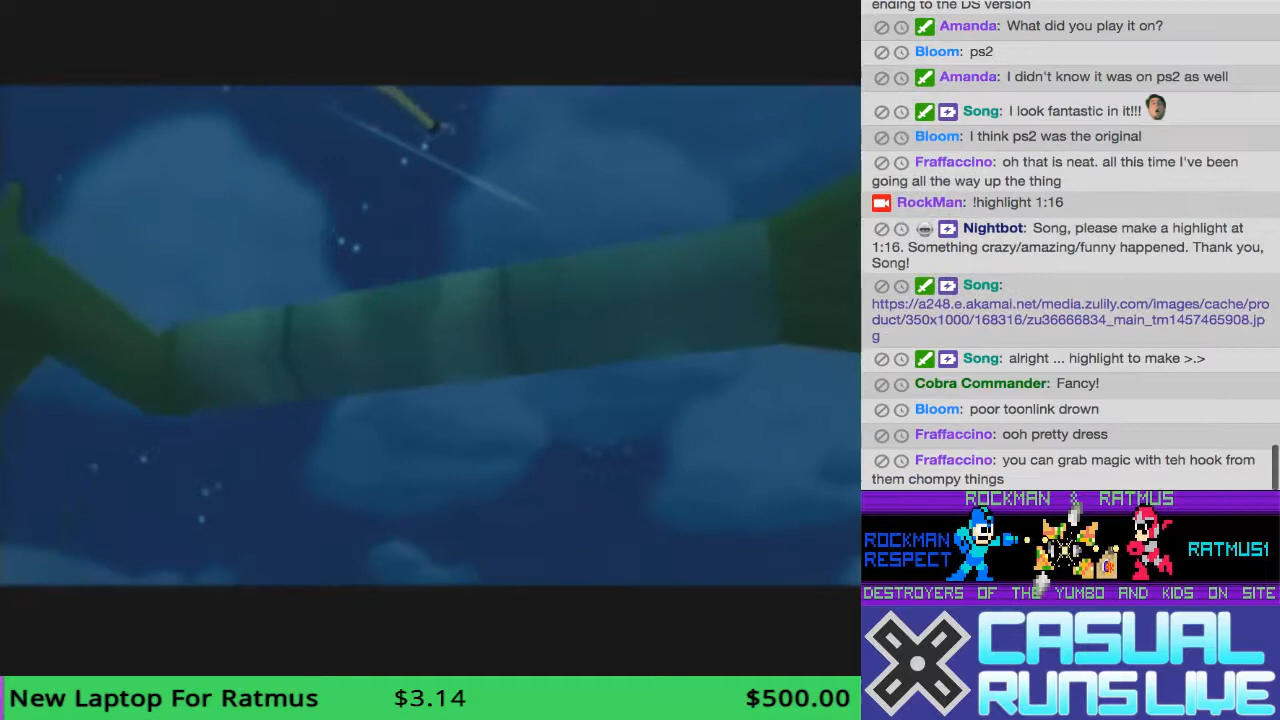 ending to the DS version
Amanda: What did you play it on?
Bloom: ps2
Amanda: I didn't know it was on ps2 as well
Song: I look fantastic in it!!!
Bloom: I think ps2 was the original
Fraffaccino: oh that is neat. all this time I've been
going all the way up the thing
RockMan: !highlight 1:16
Nightbot: Song, please make a highlight at
1:16. Something crazy/amazing/funny happened. Thank you,
Song!
Song:
https://a248.e.akamai.net/media.zulily.com/images/cache/pro
duct/350x1000/168316/zu36666834_main_tm1457465908.jp
g
Song: alright ... highlight to make >.>
Cobra Commander: Fancy!
Bloom: poor toonlink drown
Fraffaccino: ooh pretty dress
Fraffaccino: you can grab magic with teh hook from
them chompy things
ROCKMAN & RATMUS
ROCKMAN
RESPECT
RATMUS1
DESTROYERS OF THE YUMBO AND KIDS ON SITE
CASUAL
RUNS LIVE
New Laptop For Ratmus $3.14 $500.00